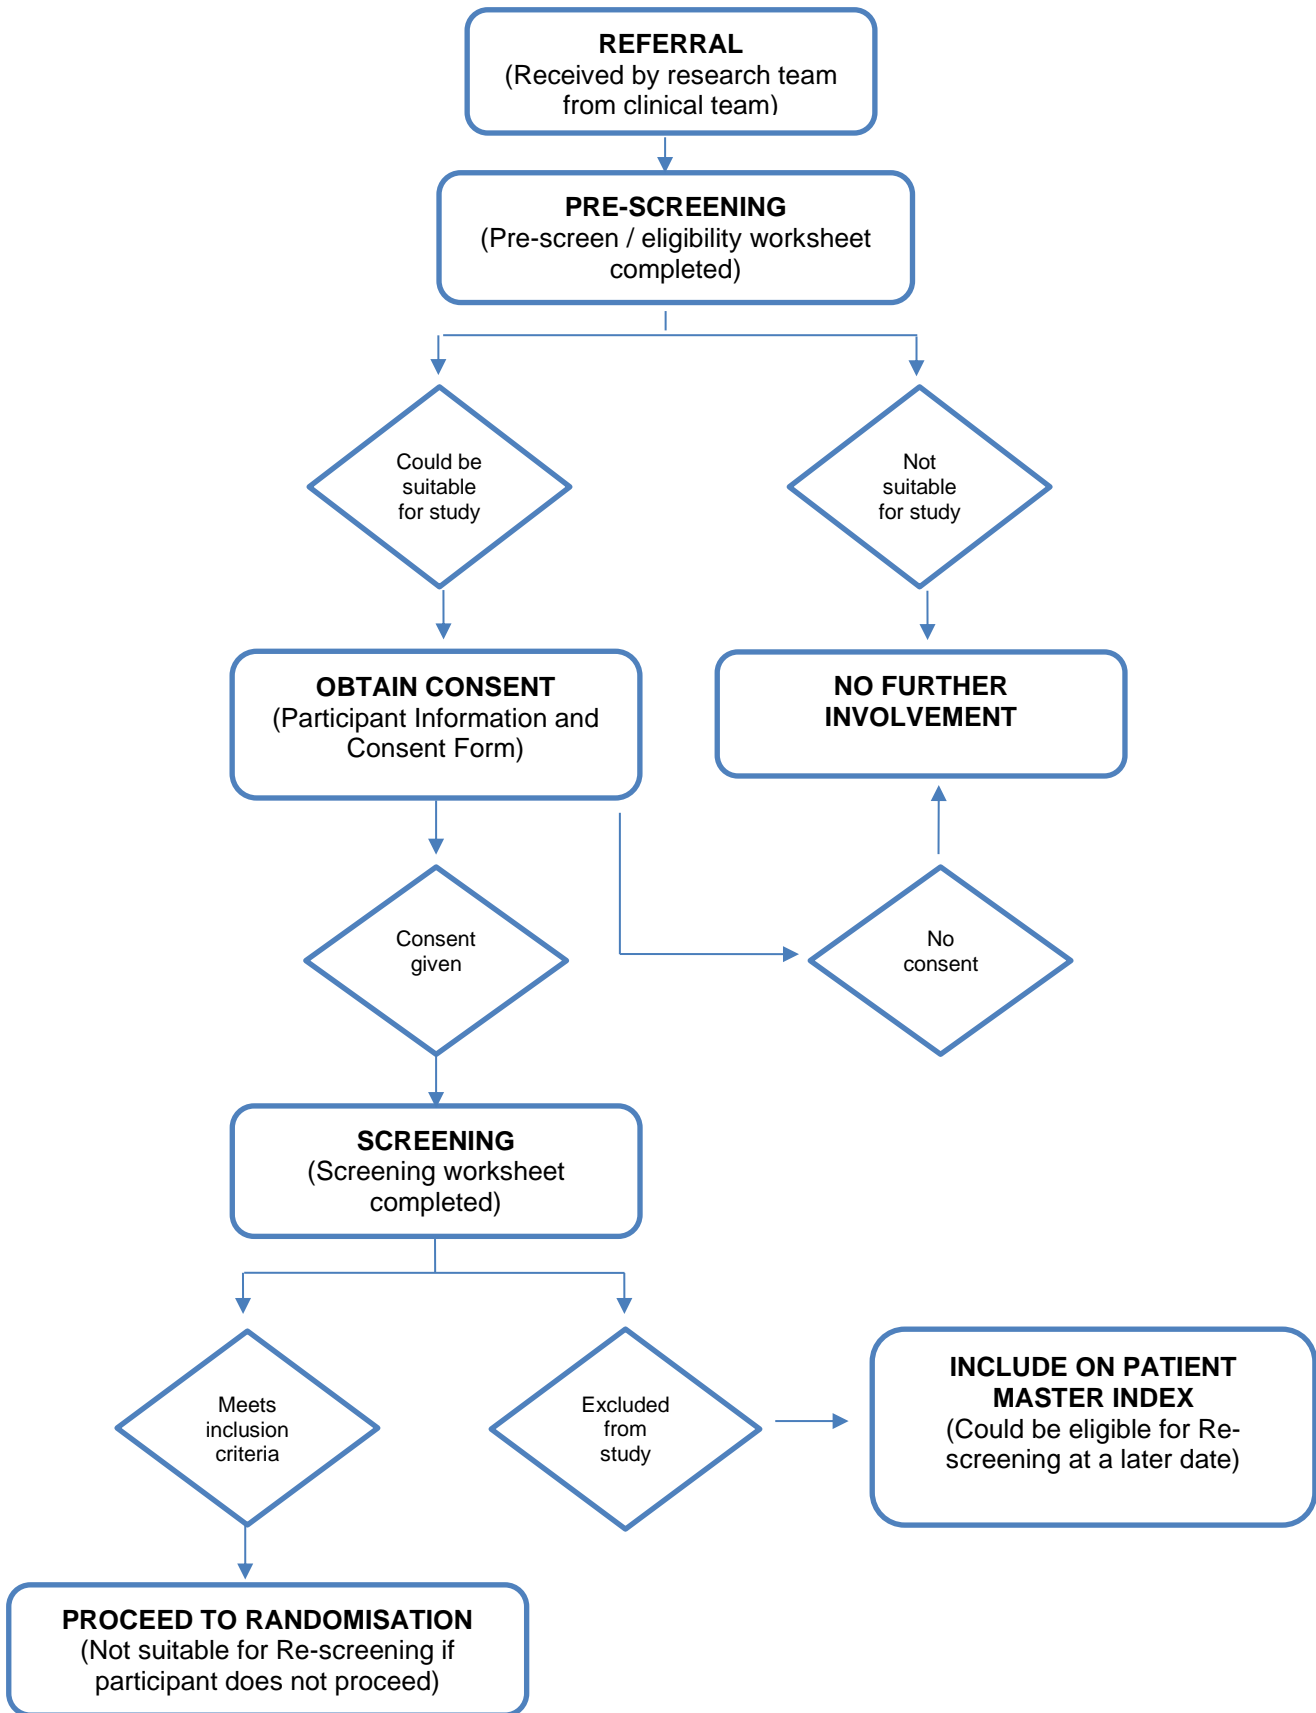 REFERRAL
(Received by research team
from clinical team)
PRE-SCREENING
(Pre-screen / eligibility worksheet
completed)
Could be
suitable
for study
Not
suitable
for study
OBTAIN CONSENT
(Participant Information and
Consent Form)
NO FURTHER
INVOLVEMENT
Consent
given
No
consent
SCREENING
(Screening worksheet
completed)
Meets
inclusion
criteria
Excluded
from
study
INCLUDE ON PATIENT
MASTER INDEX
(Could be eligible for Re-
screening at a later date)
PROCEED TO RANDOMISATION
(Not suitable for Re-screening if
participant does not proceed)